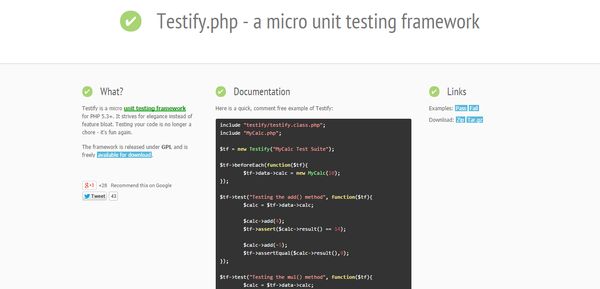 Testify.php - a micro unit testing framework
What?
Testify is a micro unit testing framework
for PHP 5.3+. It strives for elegance instead of
feature bloat. Testing your code is no longer a
chore - it's fun again.
The framework is released under GPL and is
freely available for download.
+28 Recommend this on Google
Tweet 43
Documentation
Here is a quick, comment free example of Testify:
include "testify/testify.class.php";
include "MyCalc.php";
$tf = new Testify("MyCalc Test Suite");
$tf->beforeEach(function($tf){
$tf->data->calc = new MyCalc(10);
});
$tf->test("Testing the add() method", function($tf){
$calc = $tf->data->calc;
$calc->add(4);
$tf->assert($calc->result() == 14);
$calc->add(-6);
$tf->assertEqual($calc->result(),8);
});
$tf->test("Testing the mul() method", function($tf){
$calc = $tf->data->calc;
Links
Examples: Pass Fail
Download: Zip Tar.gz